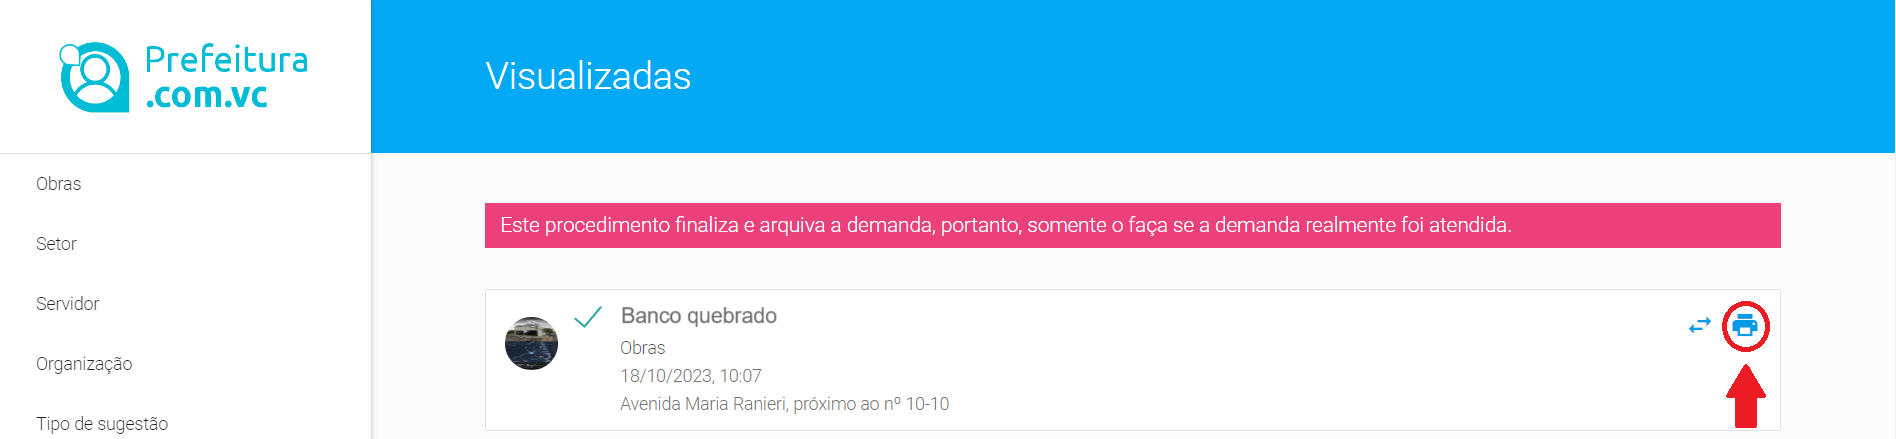 Prefeitura
.com.vc
Visualizadas
Obras
Setor
Servidor
Organização
Tipo de sugestão
Este procedimento finaliza e arquiva a demanda, portanto, somente o faça se a demanda realmente foi atendida.
Banco quebrado
Obras
18/10/2023, 10:07
Avenida Maria Ranieri, próximo ao nº 10-10